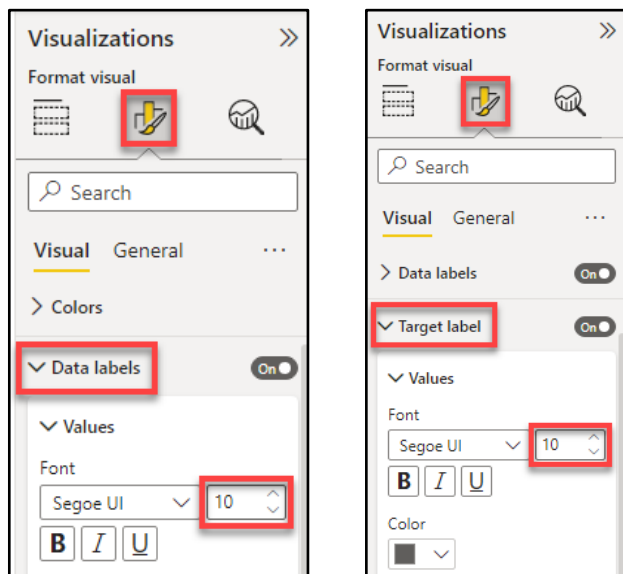 Visualizations
Format visual
Search
Visual General ...
Colors
Data labels On
Values
Font
Segoe UI 10
B I U
Visualizations
Format visual
Search
Visual General ...
Data labels On
Target label On
Values
Font
Segoe UI 10
B I U
Color